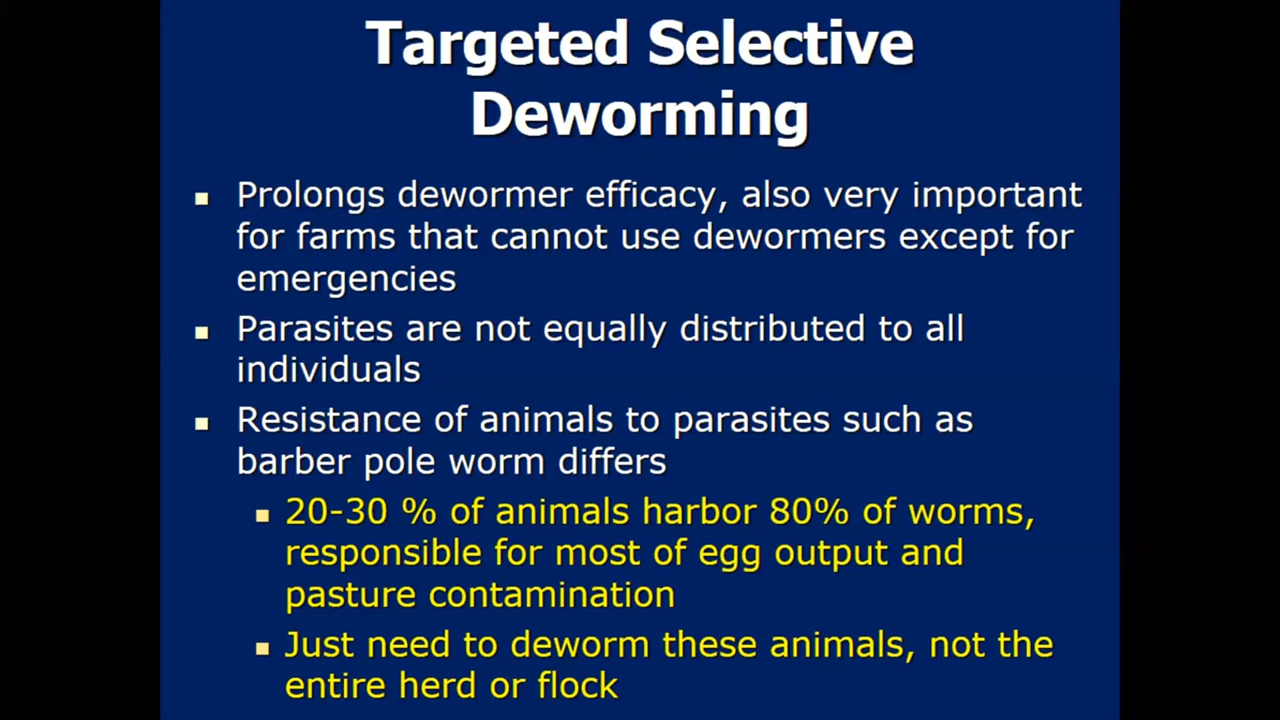 Targeted Selective
Deworming
▪ Prolongs dewormer efficacy, also very important
for farms that cannot use dewormers except for
emergencies
▪ Parasites are not equally distributed to all
individuals
▪ Resistance of animals to parasites such as
barber pole worm differs
▪ 20-30 % of animals harbor 80% of worms,
responsible for most of egg output and
pasture contamination
▪ Just need to deworm these animals, not the
entire herd or flock